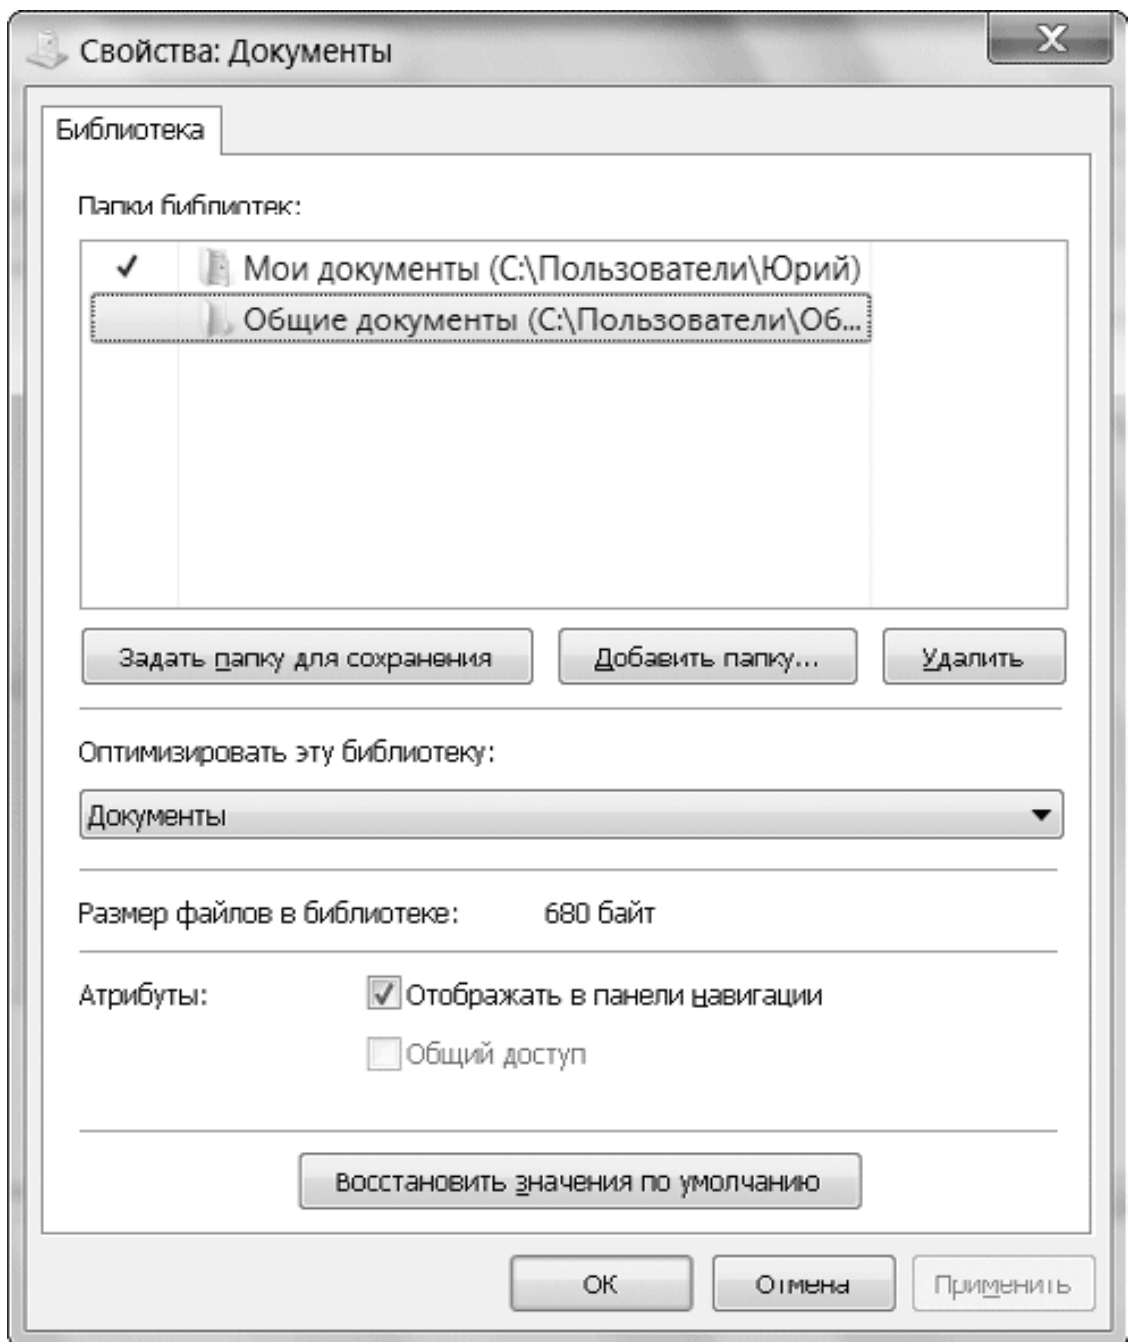 Свойства: Документы
Библиотека
Папки библиотек:
Мои документы (C:\Пользователи\Юрий)
Общие документы (C:\Пользователи\Об...
Задать папку для сохранения Добавить папку... Удалить
Оптимизировать эту библиотеку:
Документы
Размер файлов в библиотеке: 680 байт
Атрибуты: Отображать в панели навигации
Общий доступ
Восстановить значения по умолчанию
ОК Отмена Применить